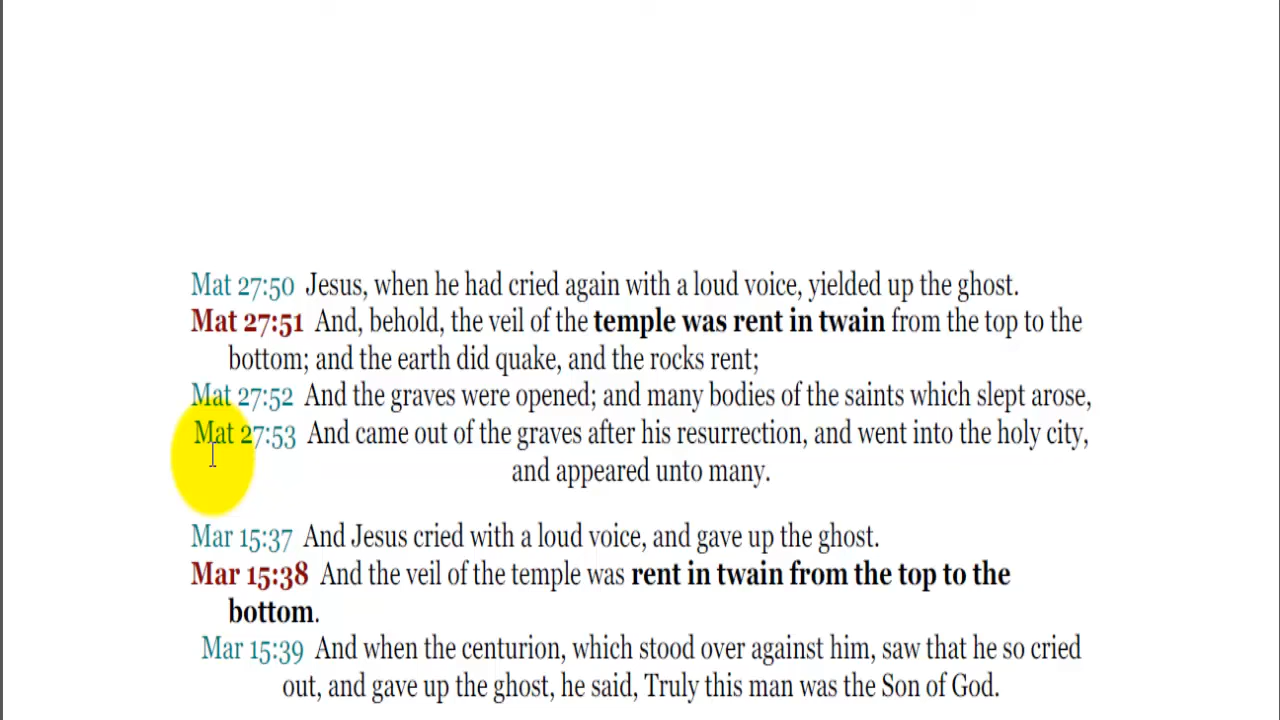 Mat 27:50 Jesus, when he had cried again with a loud voice, yielded up the ghost.
Mat 27:51 And, behold, the veil of the temple was rent in twain from the top to the
bottom; and the earth did quake, and the rocks rent;
Mat 27:52 And the graves were opened; and many bodies of the saints which slept arose,
Mat 27:53 And came out of the graves after his resurrection, and went into the holy city,
and appeared unto many.
Mar 15:37 And Jesus cried with a loud voice, and gave up the ghost.
Mar 15:38 And the veil of the temple was rent in twain from the top to the
bottom.
Mar 15:39 And when the centurion, which stood over against him, saw that he so cried
out, and gave up the ghost, he said, Truly this man was the Son of God.